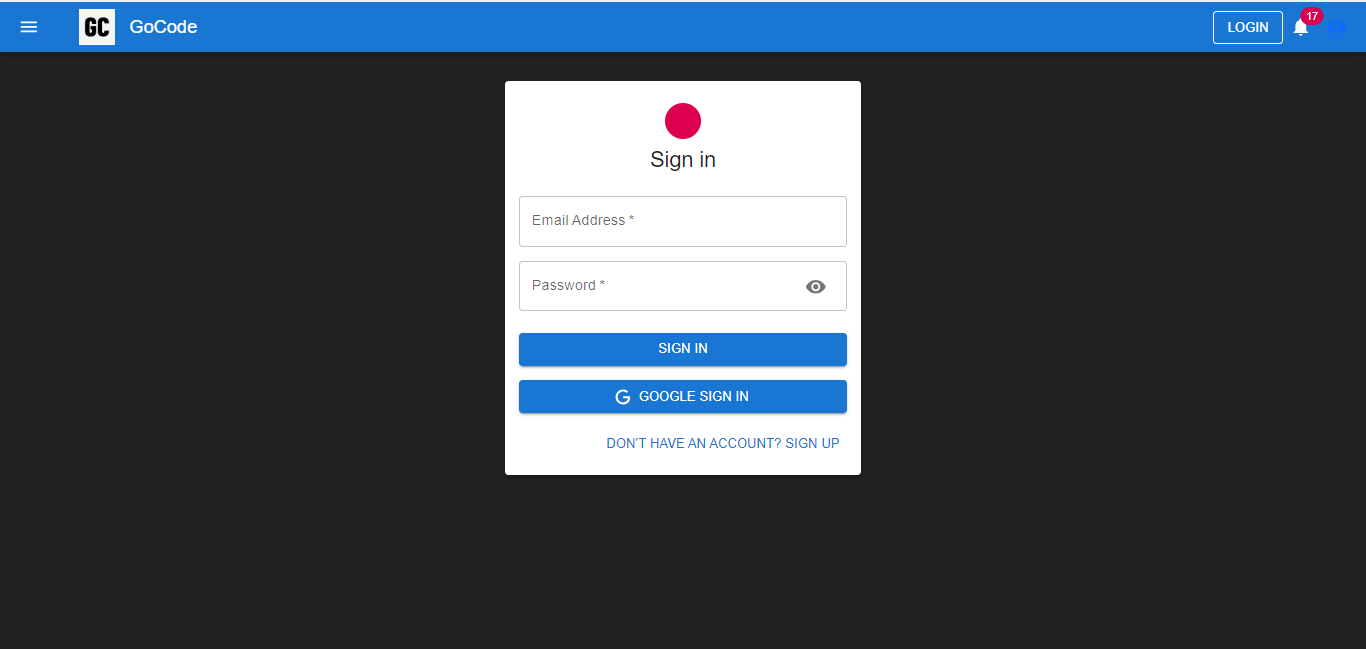 GC GoCode LOGIN 17
Sign in
Email Address *
Password *
SIGN IN
G GOOGLE SIGN IN
DON'T HAVE AN ACCOUNT? SIGN UP